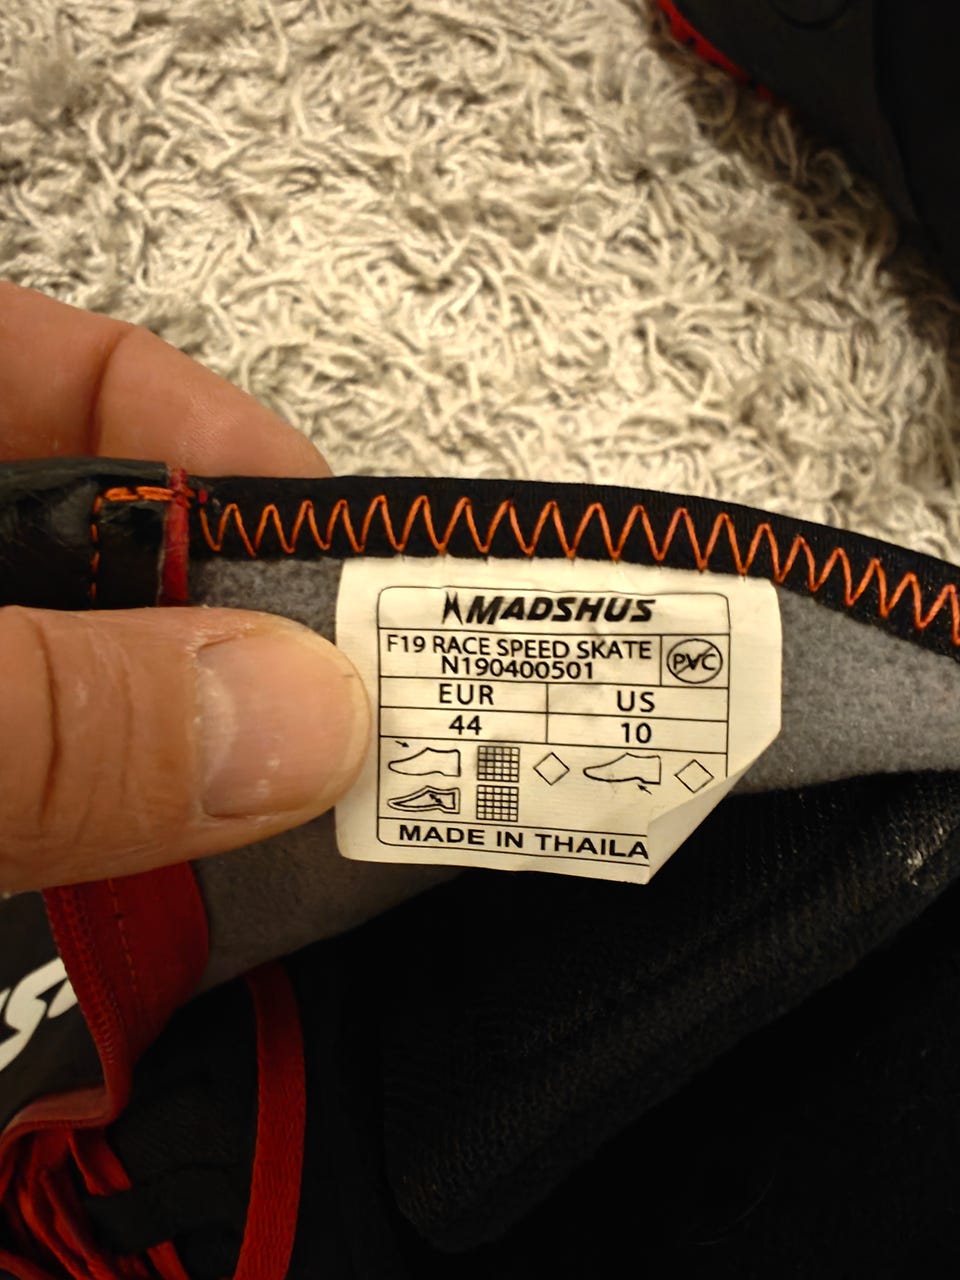 MADSHUS
F19 RACE SPEED SKATE
N190400501
PVC
EUR
US
44
10
MADE IN THAILA